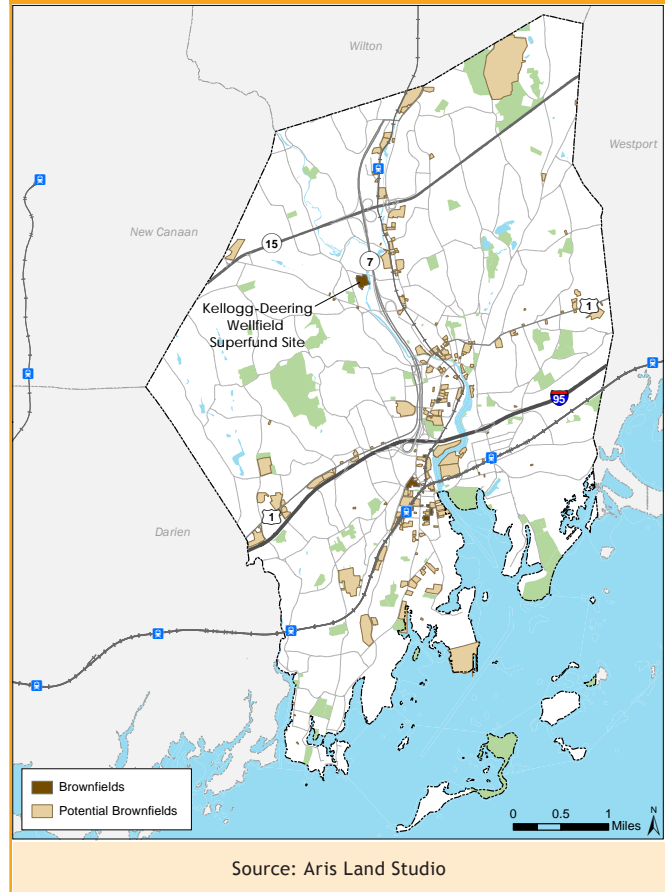 Wilton
Westport
New Canaan
15
7
Kellogg-Deering
Wellfield
Superfund Site
1
95
1
Darien
Brownfields
Potential Brownfields
0 0.5 1
Miles
N
Source: Aris Land Studio